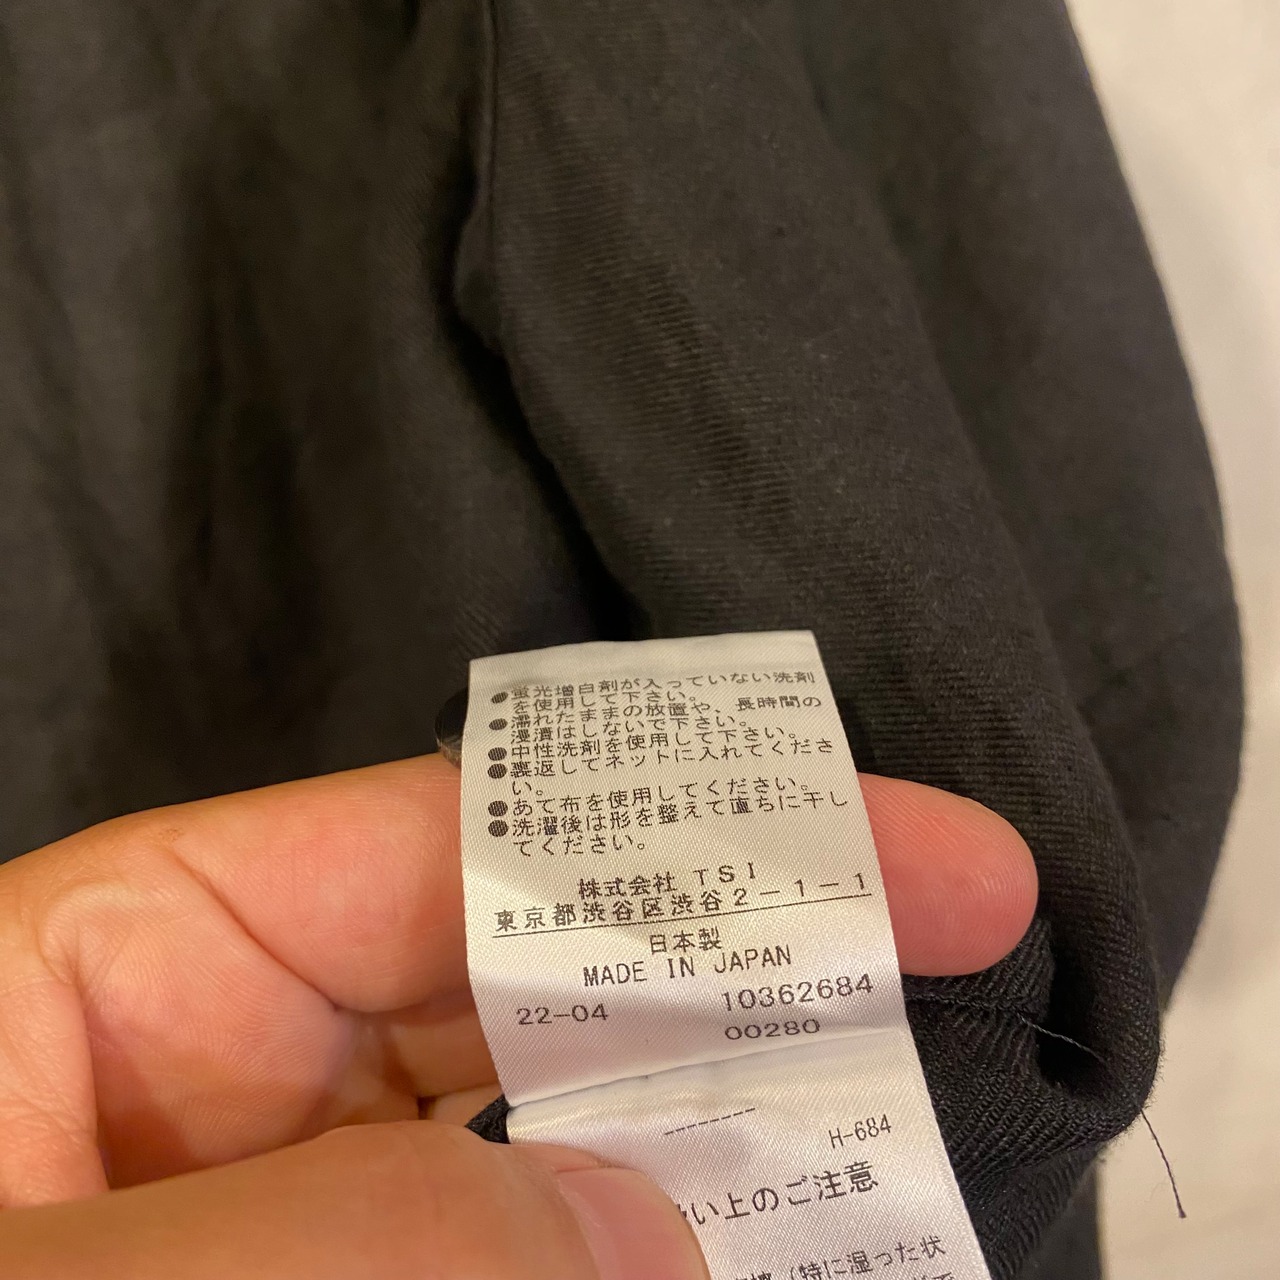 ●蛍光増白剤が入っていない洗剤
を使用して下さい。
●濡れたままの放置や、長時間の
浸漬はしないで下さい。
●中性洗剤を使用して下さい。
●裏返してネットに入れてくださ
い。
●あて布を使用してください。
●洗濯後は形を整えて直ちに干し
てください。
株式会社 TSI
東京都渋谷区渋谷2-1-1
日本製
MADE IN JAPAN
22-04 10362684
00280
-------
H-684
い上のご注意
(特に湿った状